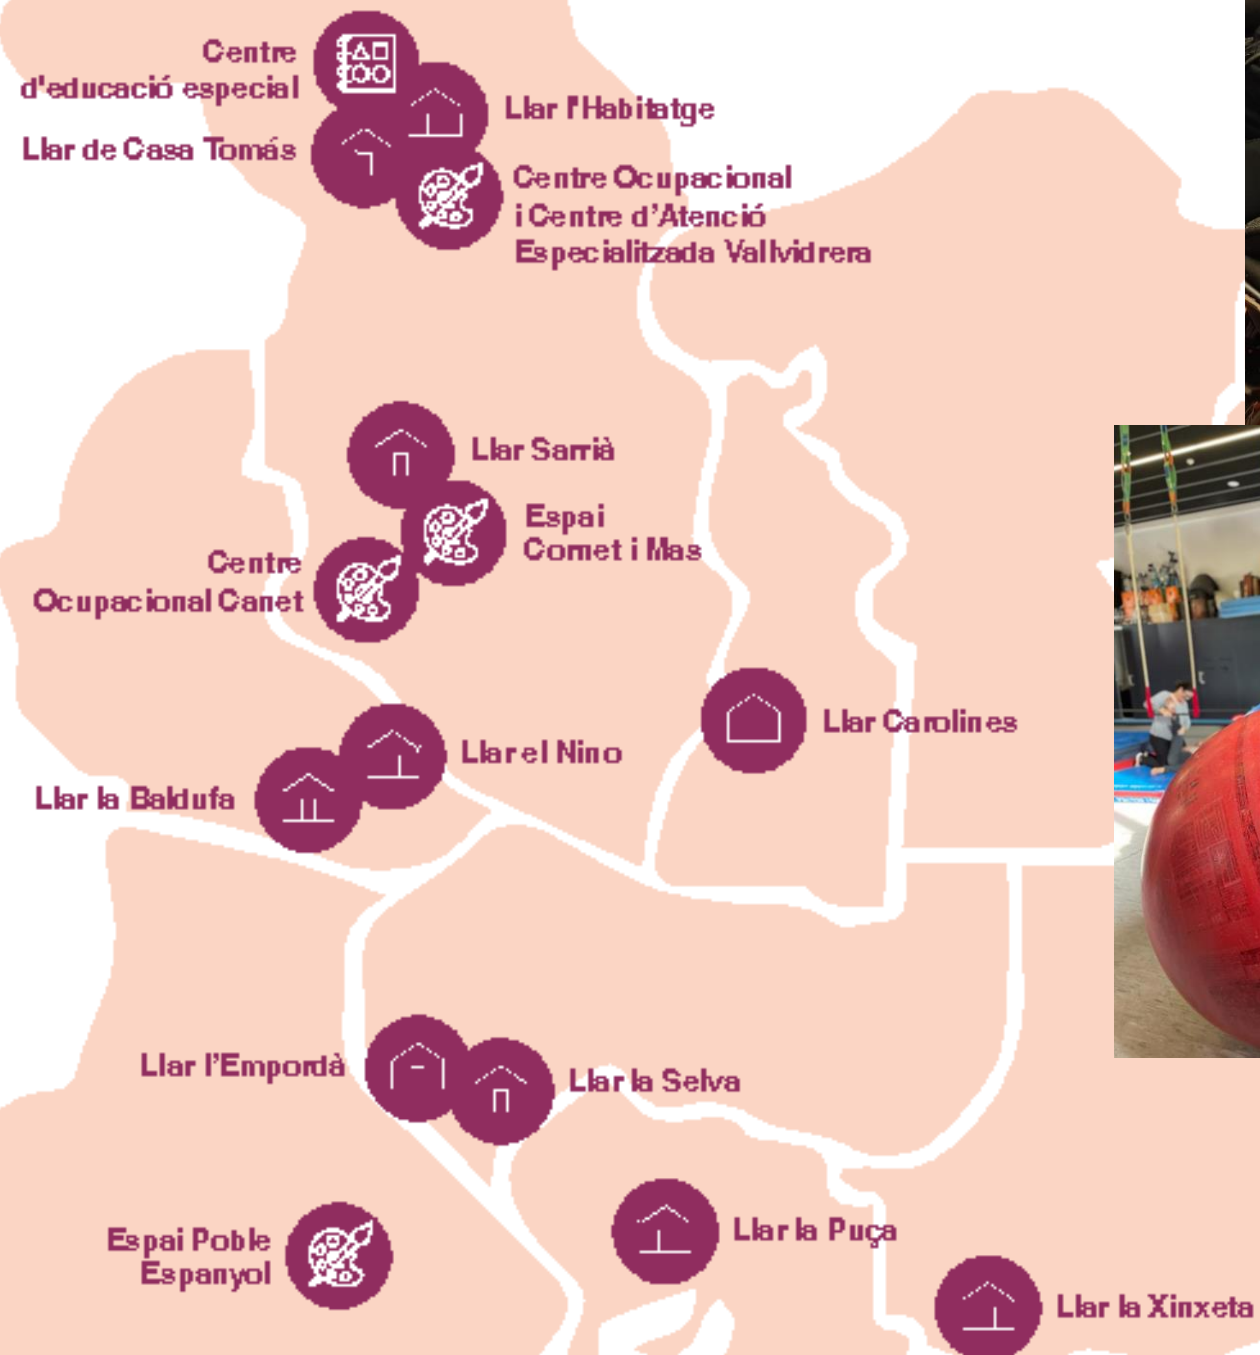 Centre
d'educació especial
Llar l'Habitatge
Llar de Casa Tomás
Centre Ocupacional
i Centre d'Atenció
Especialitzada Vallvidrera
Llar Sarrià
Espai
Comet i Mas
Centre
Ocupacional Canet
Llar Carolines
Llar el Nino
Llar la Baldufa
Llar l'Empordà
Llar la Selva
Espai Poble
Espanyol
Llar la Puça
Llar la Xinxeta